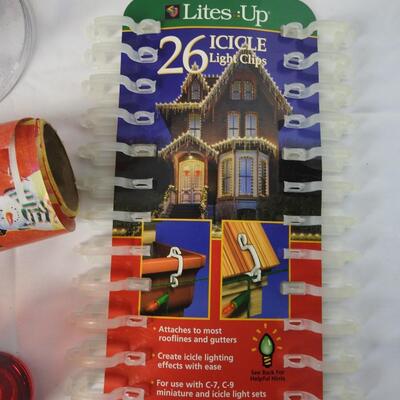 Lites Up
26 ICICLE
Light Clips
• Attaches to most
rooflines and gutters
• Create icicle lighting
effects with ease
• For use with C-7, C-9
miniature and icicle light sets
See Back For
Helpful Hints